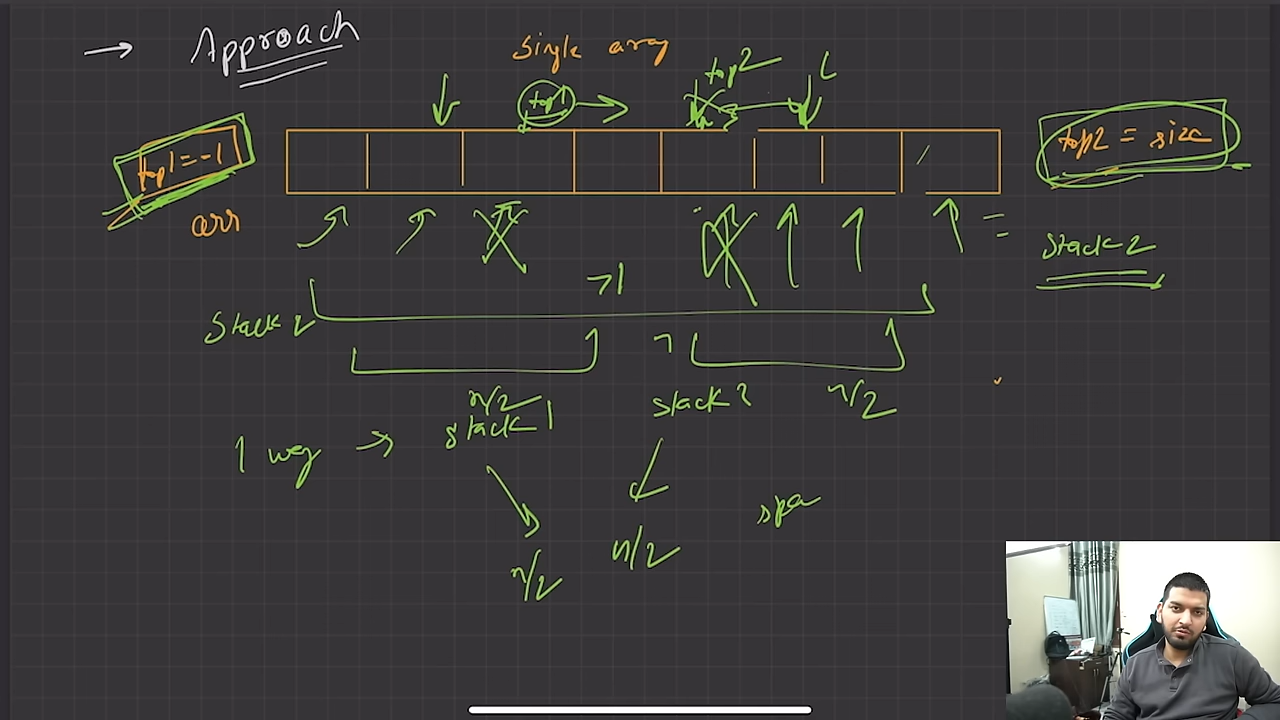 → Approach
single array
top1 →
top2
top1 = -1
top2 = size
arr
stack 2
stack 2
n/2
stack 1
stack 2
n/2
1 way →
n/2
n/2
spa